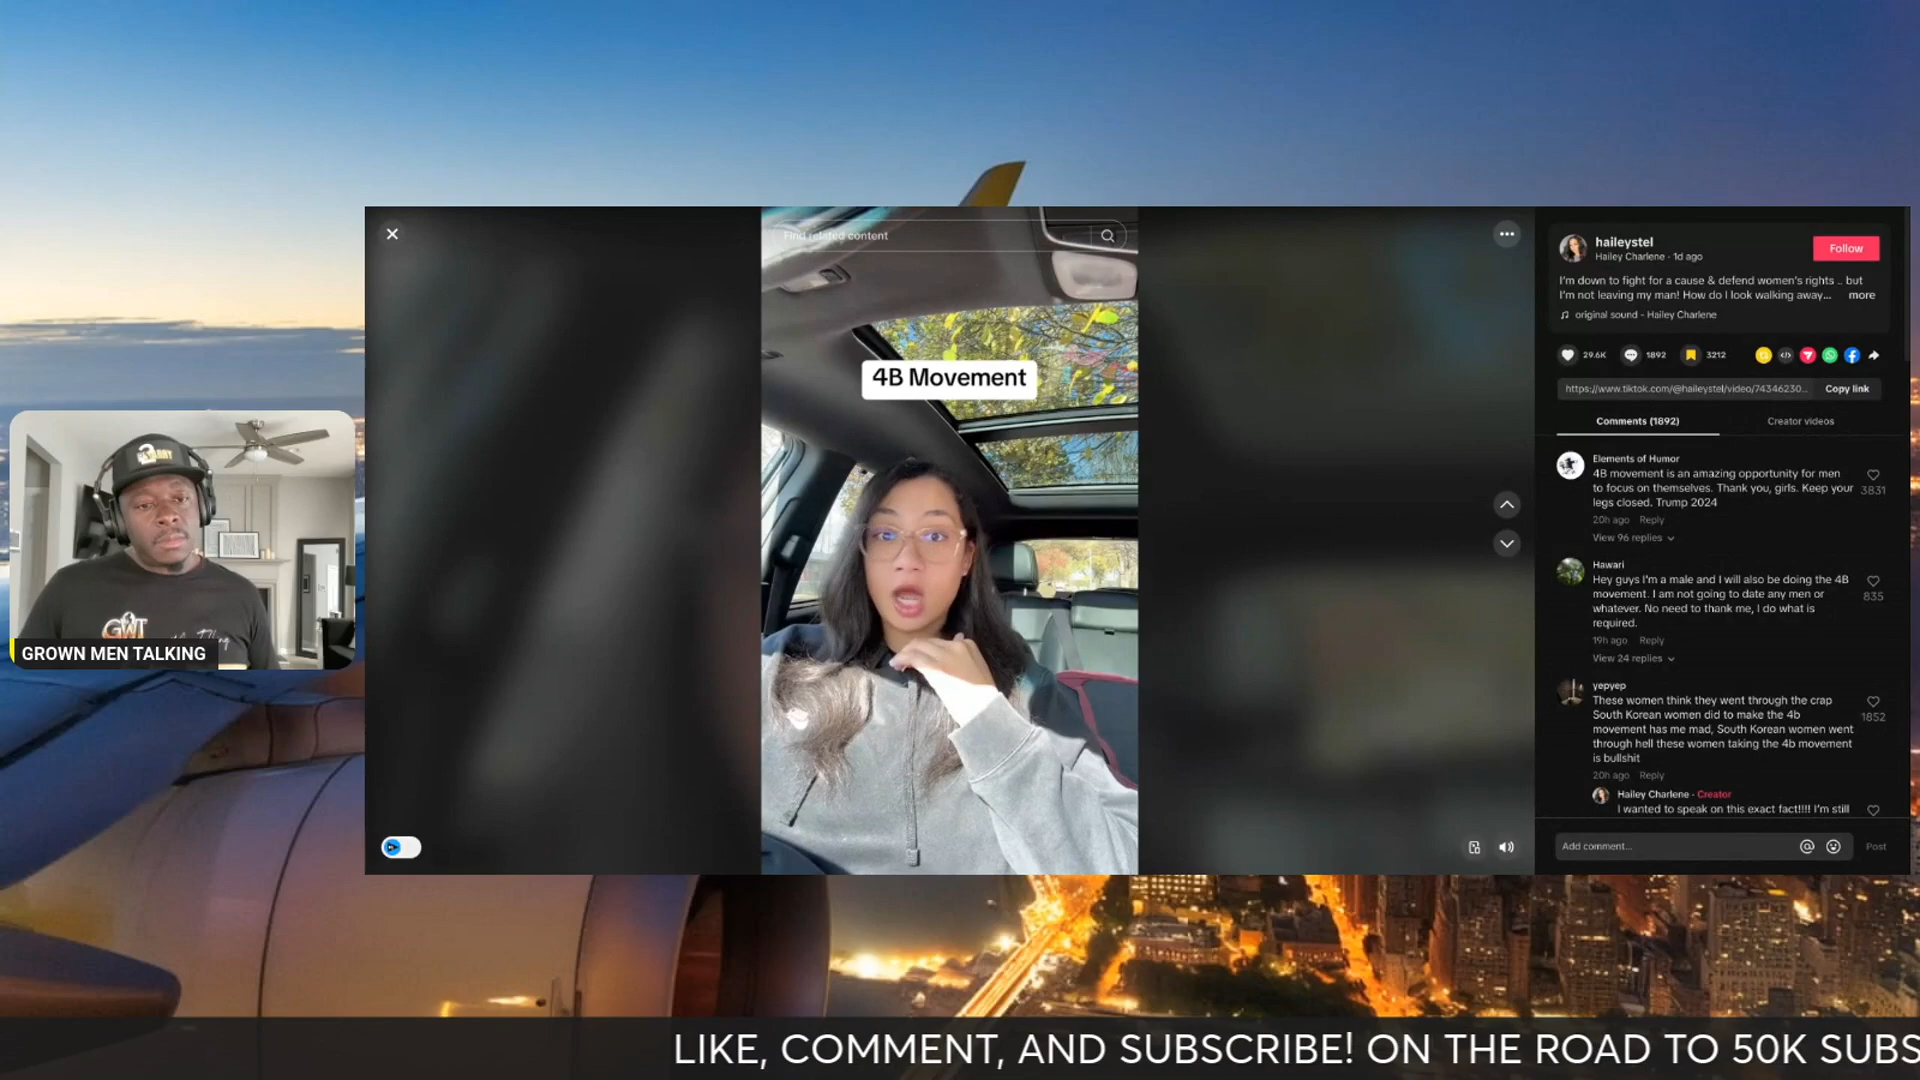 Find related content
4B Movement
GWT
GROWN MEN TALKING
haileystel
Hailey Charlene · 1d ago
Follow
I'm down to fight for a cause & defend women's rights .. but
I'm not leaving my man! How do I look walking away... more
original sound - Hailey Charlene
29.6K
1892
3212
https://www.tiktok.com/@haileystel/video/74346230...
Copy link
Comments (1892)
Creator videos
Elements of Humor
4B movement is an amazing opportunity for men
to focus on themselves. Thank you, girls. Keep your
legs closed. Trump 2024
3831
20h ago Reply
View 96 replies
Hawari
Hey guys I'm a male and I will also be doing the 4B
movement. I am not going to date any men or
whatever. No need to thank me, I do what is
required.
835
19h ago Reply
View 24 replies
yepyep
These women think they went through the crap
South Korean women did to make the 4b
movement has me mad, South Korean women went
through hell these women taking the 4b movement
is bullshit
1852
20h ago Reply
Hailey Charlene · Creator
I wanted to speak on this exact fact!!!! I'm still
Add comment...
Post
LIKE, COMMENT, AND SUBSCRIBE! ON THE ROAD TO 50K SUBS